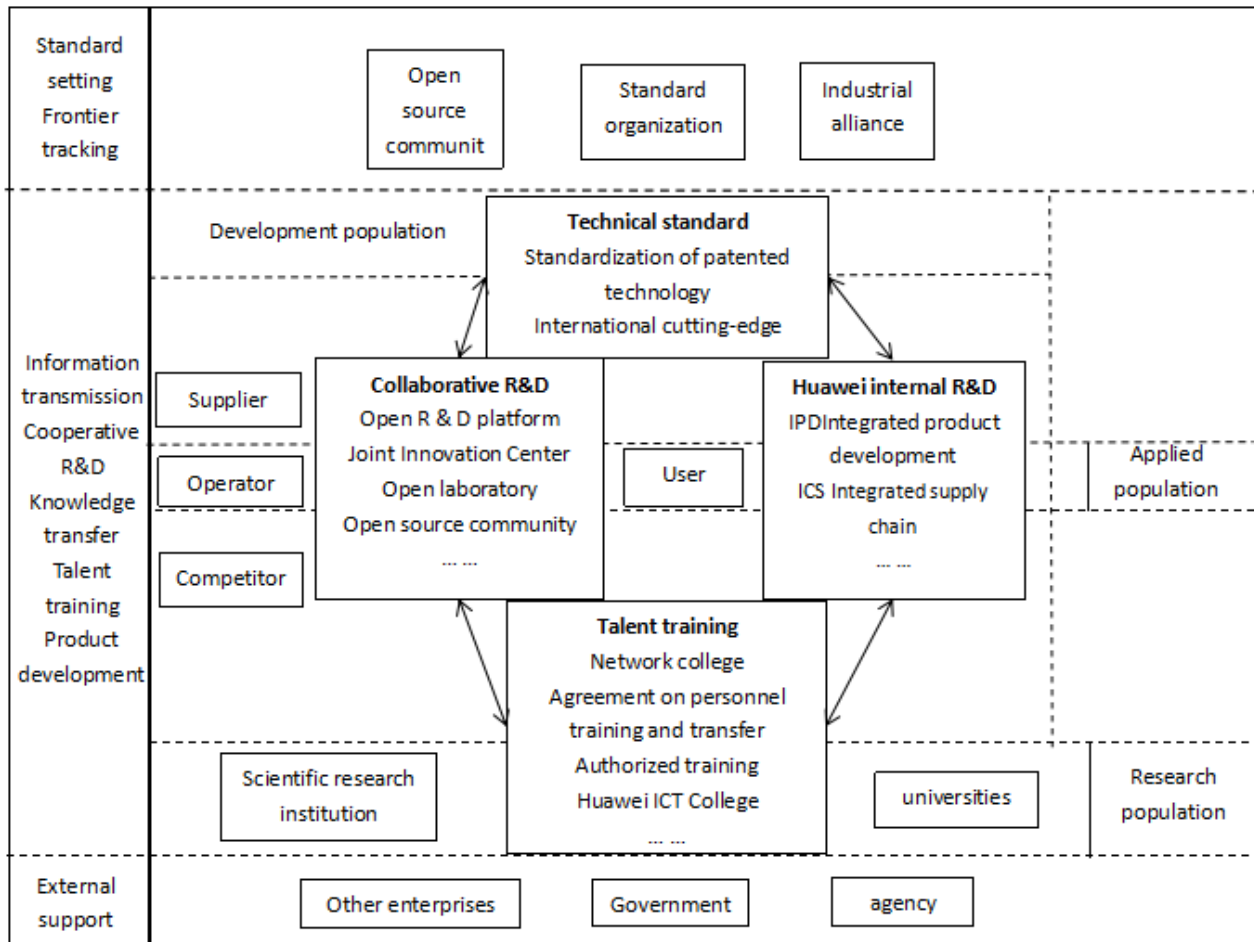 Standard
setting
Frontier
tracking
Open
source
communit
Standard
organization
Industrial
alliance
Development population
Technical standard
Standardization of patented
technology
International cutting-edge
Information
transmission
Cooperative
R&D
Knowledge
transfer
Talent
training
Product
development
Supplier
Operator
Competitor
Collaborative R&D
Open R & D platform
Joint Innovation Center
Open laboratory
Open source community
... ...
User
Huawei internal R&D
IPDIntegrated product
development
ICS Integrated supply
chain
... ...
Applied
population
Talent training
Network college
Agreement on personnel
training and transfer
Authorized training
Huawei ICT College
... ...
Scientific research
institution
universities
Research
population
External
support
Other enterprises
Government
agency